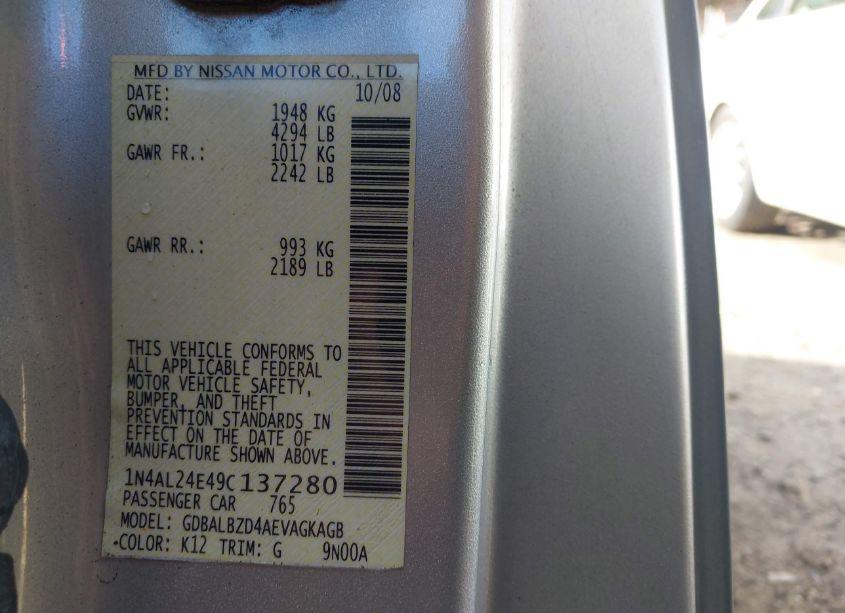 MFD BY NISSAN MOTOR CO., LTD.
DATE: 10/08
GVWR: 1948 KG
4294 LB
GAWR FR.: 1017 KG
2242 LB
GAWR RR.: 993 KG
2189 LB
THIS VEHICLE CONFORMS TO
ALL APPLICABLE FEDERAL
MOTOR VEHICLE SAFETY,
BUMPER, AND THEFT
PREVENTION STANDARDS IN
EFFECT ON THE DATE OF
MANUFACTURE SHOWN ABOVE.
1N4AL24E49C137280
PASSENGER CAR 765
MODEL: GDBALBZD4AEVAGKAGB
COLOR: K12 TRIM: G 9N00A